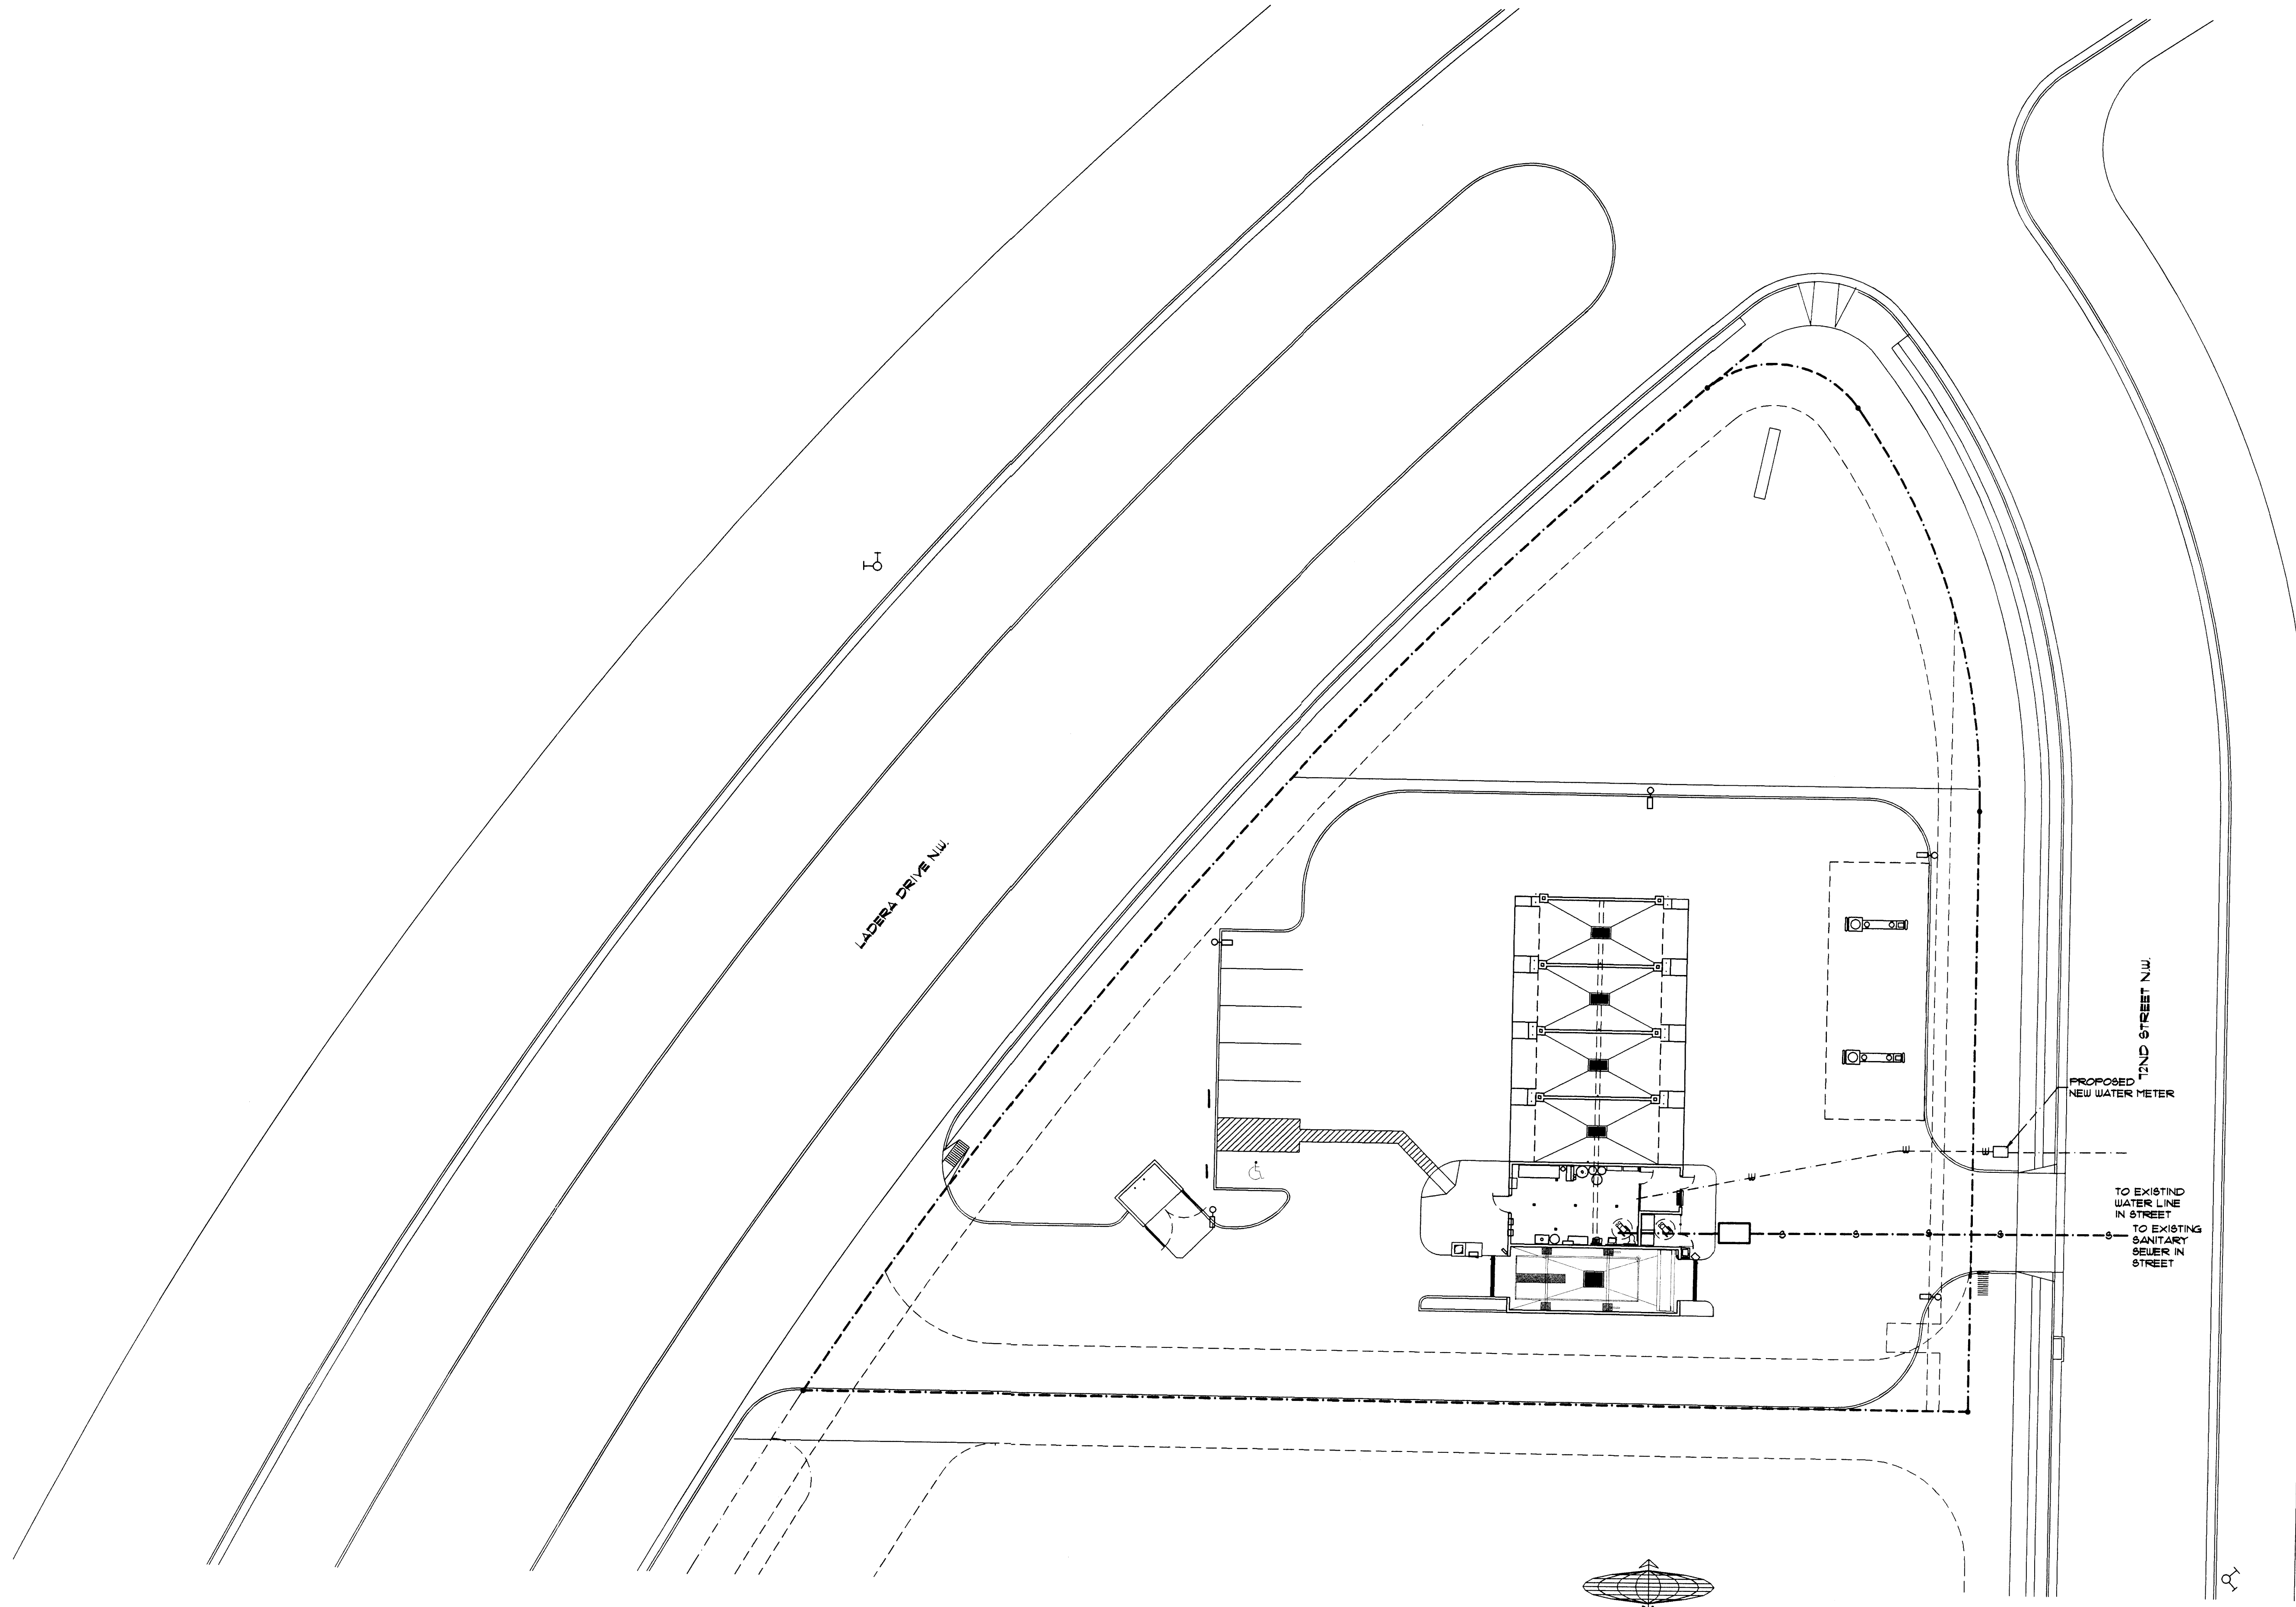 LADERA DRIVE N.W.
72ND STREET N.W.
PROPOSED
NEW WATER METER
W
W
W
TO EXISTIND
WATER LINE
IN STREET
S
S
S
S
S
TO EXISTING
SANITARY
SEWER IN
STREET